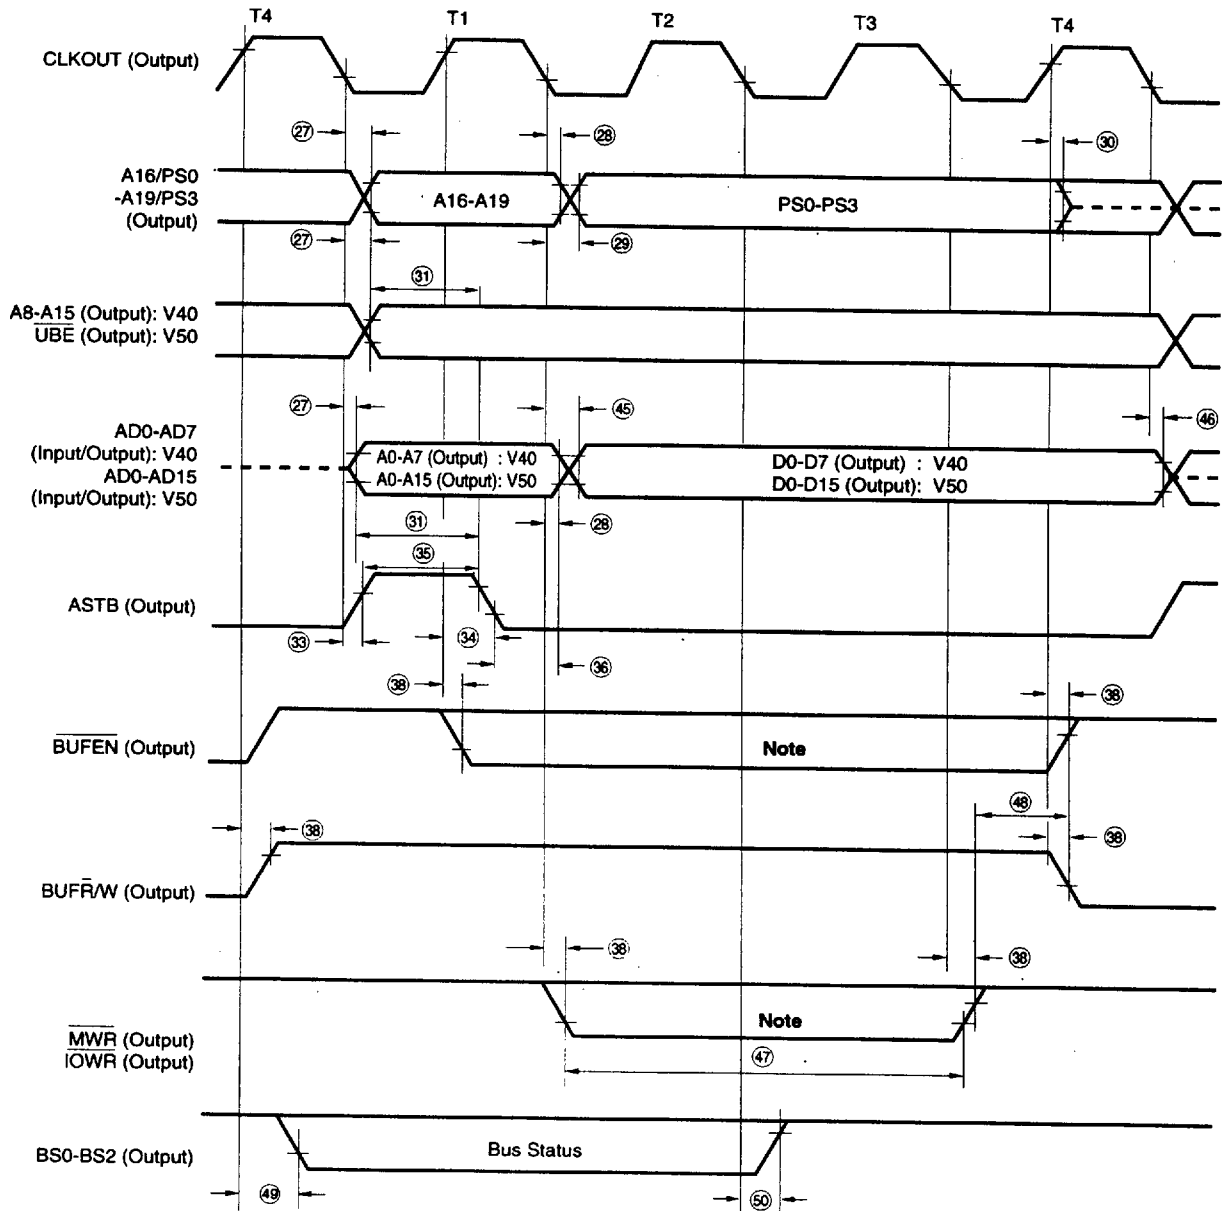 T4 T1 T2 T3 T4
CLKOUT (Output)
27 28 30
A16/PS0
-A19/PS3
(Output)
A16-A19 PS0-PS3
27 29
31
A8-A15 (Output): V40
UBE (Output): V50
27 45 46
AD0-AD7
(Input/Output): V40
AD0-AD15
(Input/Output): V50
A0-A7 (Output) : V40
A0-A15 (Output): V50
D0-D7 (Output) : V40
D0-D15 (Output): V50
31 28
35
ASTB (Output)
33 34 36
38 38
BUFEN (Output) Note
48
38 38
BUFR̅/W (Output)
38 38
Note
MWR (Output)
IOWR (Output)
47
BS0-BS2 (Output) Bus Status
49 50